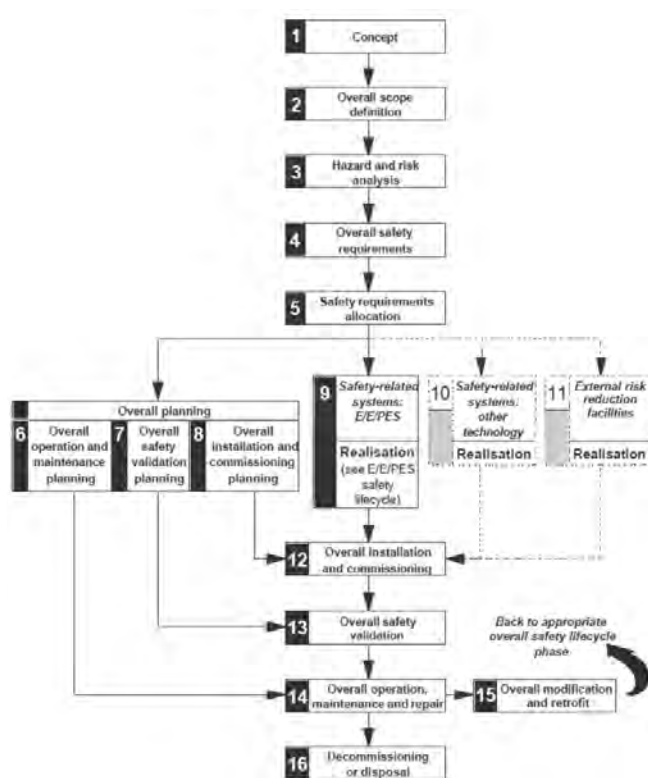 1
Concept
2
Overall scope
definition
3
Hazard and risk
analysis
4
Overall safety
requirements
5
Safety requirements
allocation
Overall planning
6
Overall
operation and
maintenance
planning
7
Overall
safety
validation
planning
8
Overall
installation and
commissioning
planning
9
Safety-related
systems:
E/E/PES
Realisation
(see E/E/PES
safety
lifecycle)
10
Safety-related
systems:
other
technology
Realisation
11
External risk
reduction
facilities
Realisation
12
Overall installation
and commissioning
13
Overall safety
validation
Back to appropriate
overall safety lifecycle
phase
14
Overall operation,
maintenance and repair
15
Overall modification
and retrofit
16
Decommissioning
or disposal